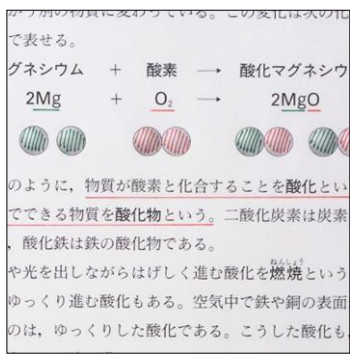 がう別の物質に変わっている。この変化は次の化
で表せる。
グネシウム + 酸素 → 酸化マグネシウ
2Mg + O₂ → 2MgO
のように，物質が酸素と化合することを酸化とい
でできる物質を酸化物という。二酸化炭素は炭素
，酸化鉄は鉄の酸化物である。
や光を出しながらはげしく進む酸化を燃焼という
ねんしょう
ゆっくり進む酸化もある。空気中で鉄や銅の表面
のは，ゆっくりした酸化である。こうした酸化も